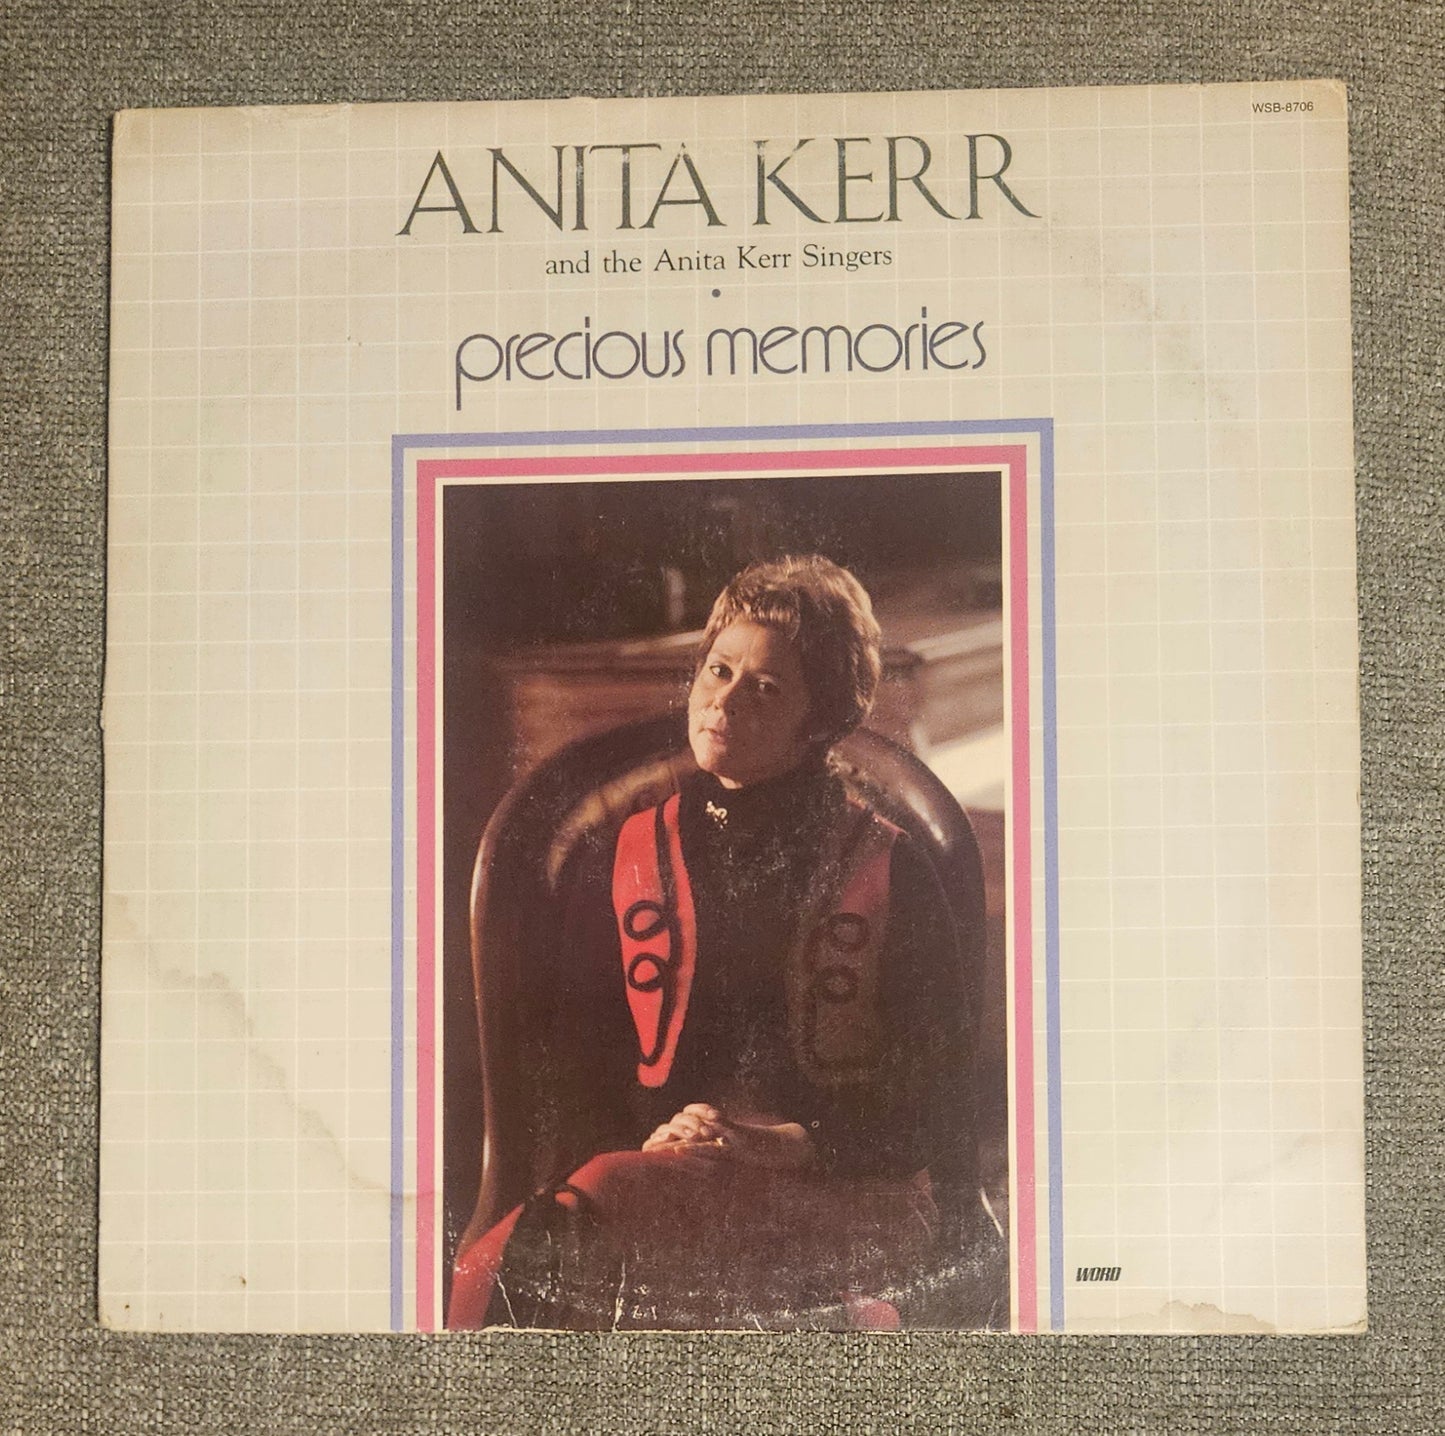 WSB-8706
ANITA KERR
and the Anita Kerr Singers
precious memories
WORD